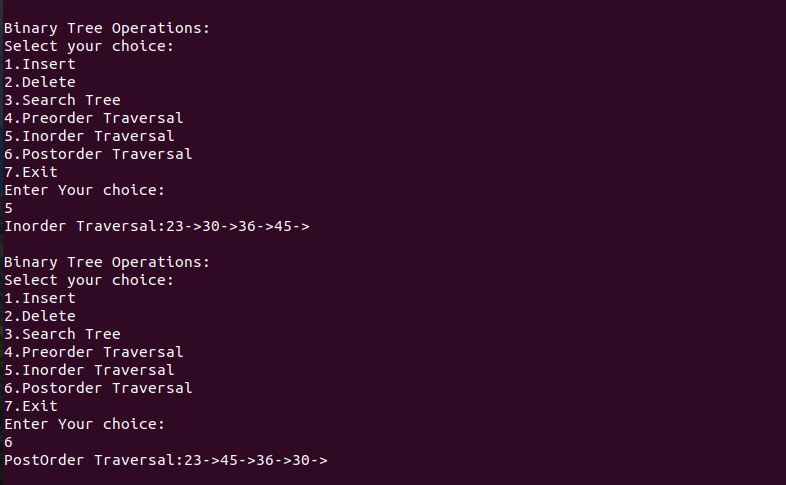 Binary Tree Operations:
Select your choice:
1.Insert
2.Delete
3.Search Tree
4.Preorder Traversal
5.Inorder Traversal
6.Postorder Traversal
7.Exit
Enter Your choice:
5
Inorder Traversal:23->30->36->45->
Binary Tree Operations:
Select your choice:
1.Insert
2.Delete
3.Search Tree
4.Preorder Traversal
5.Inorder Traversal
6.Postorder Traversal
7.Exit
Enter Your choice:
6
PostOrder Traversal:23->45->36->30->